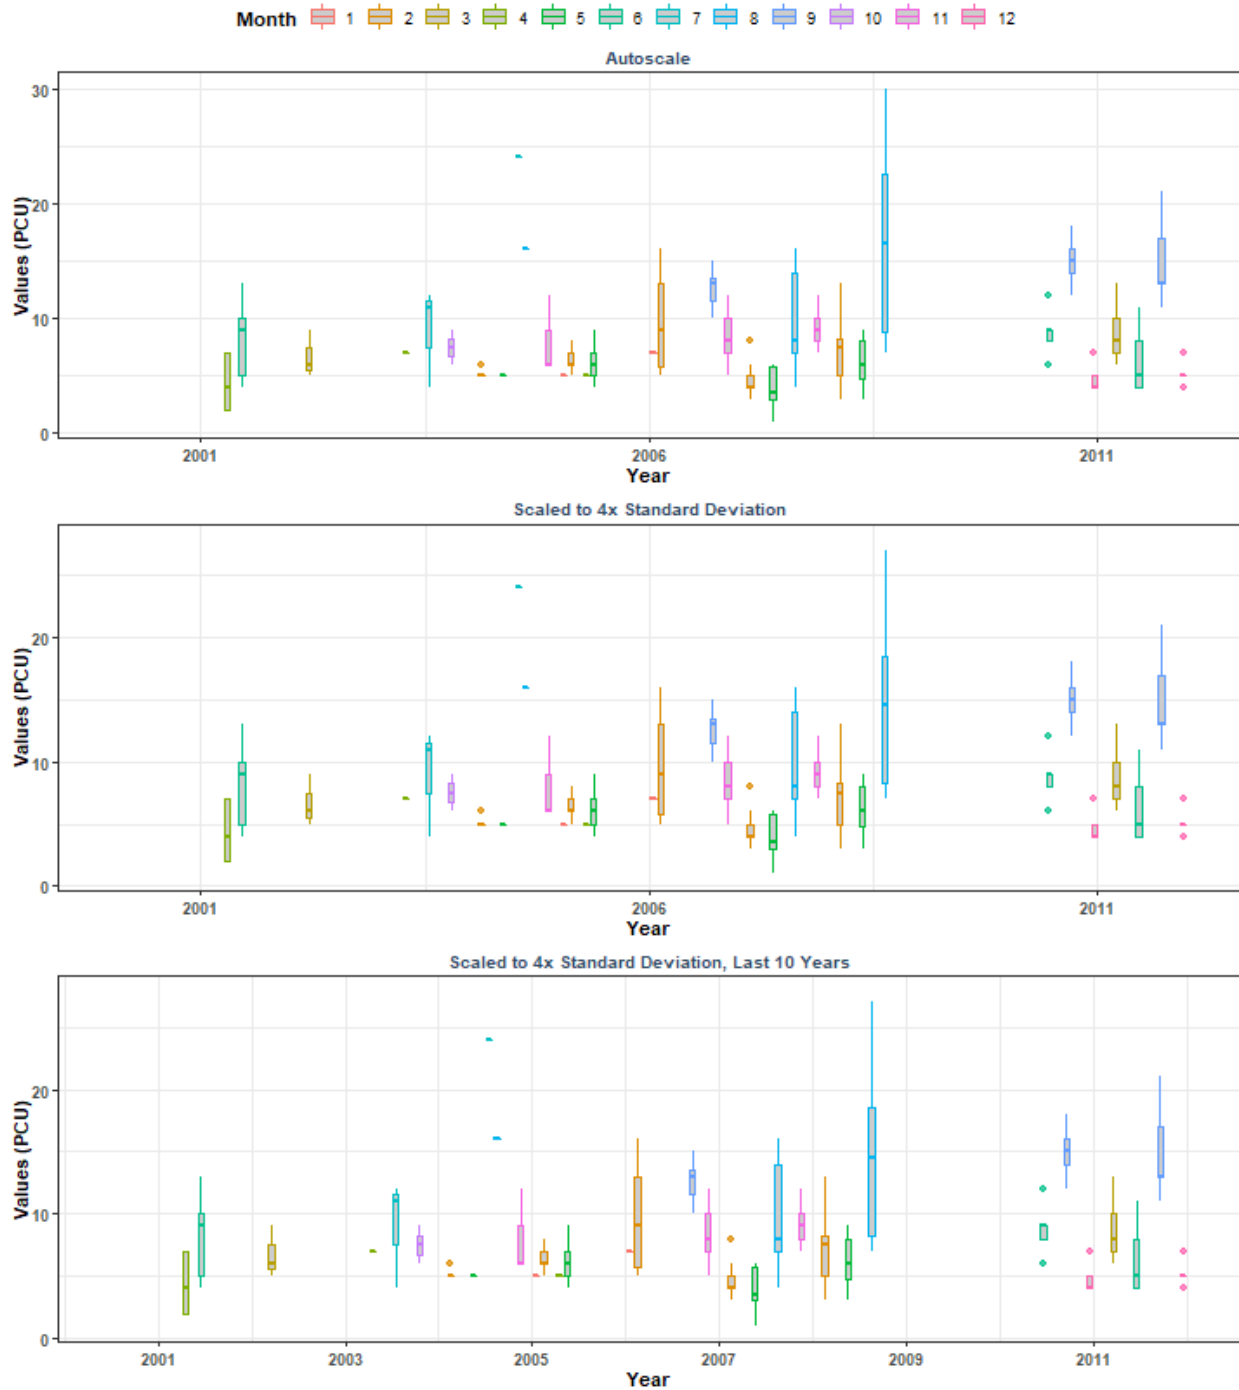 Month 1 2 3 4 5 6 7 8 9 10 11 12
Autoscale
Values (PCU)
30
20
10
0
2001 2006 2011
Year
Scaled to 4x Standard Deviation
Values (PCU)
20
10
0
2001 2006 2011
Year
Scaled to 4x Standard Deviation, Last 10 Years
Values (PCU)
20
10
0
2001 2003 2005 2007 2009 2011
Year